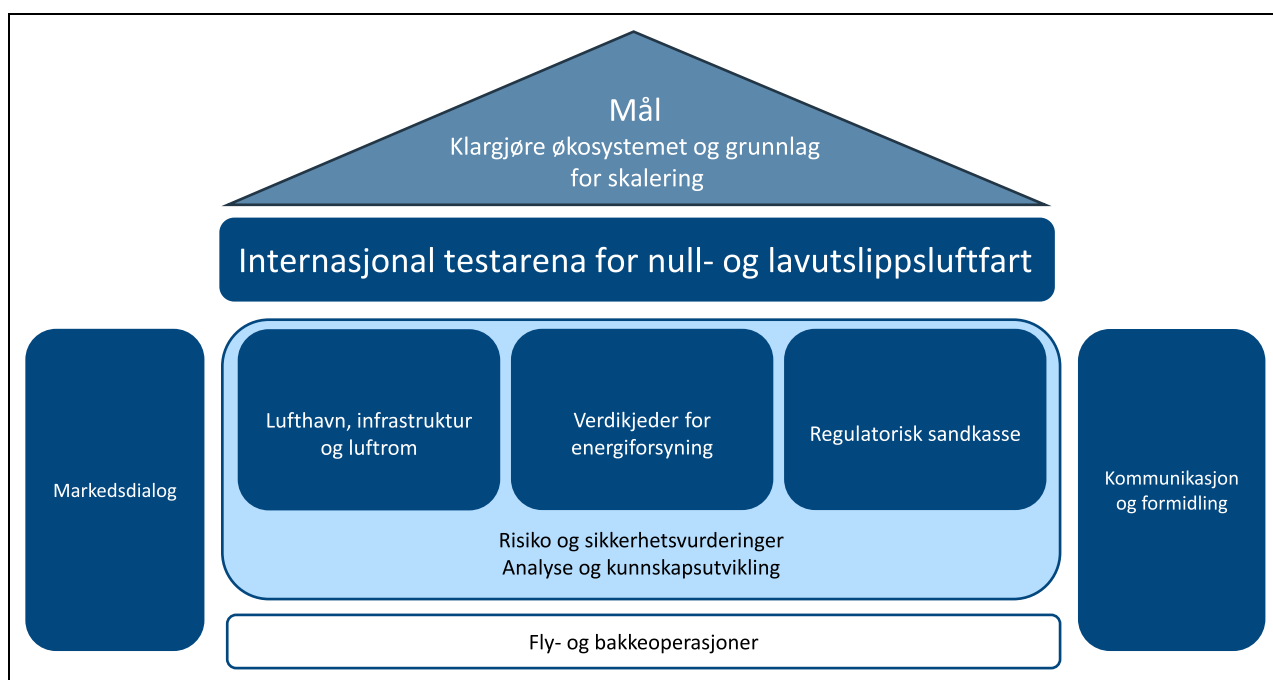 Mål
Klargjøre økosystemet og grunnlag
for skalering
Internasjonal testarena for null- og lavutslippsluftfart
Markedsdialog
Lufthavn, infrastruktur
og luftrom
Verdikjeder for
energiforsyning
Regulatorisk sandkasse
Risiko og sikkerhetsvurderinger
Analyse og kunnskapsutvikling
Kommunikasjon
og formidling
Fly- og bakkeoperasjoner